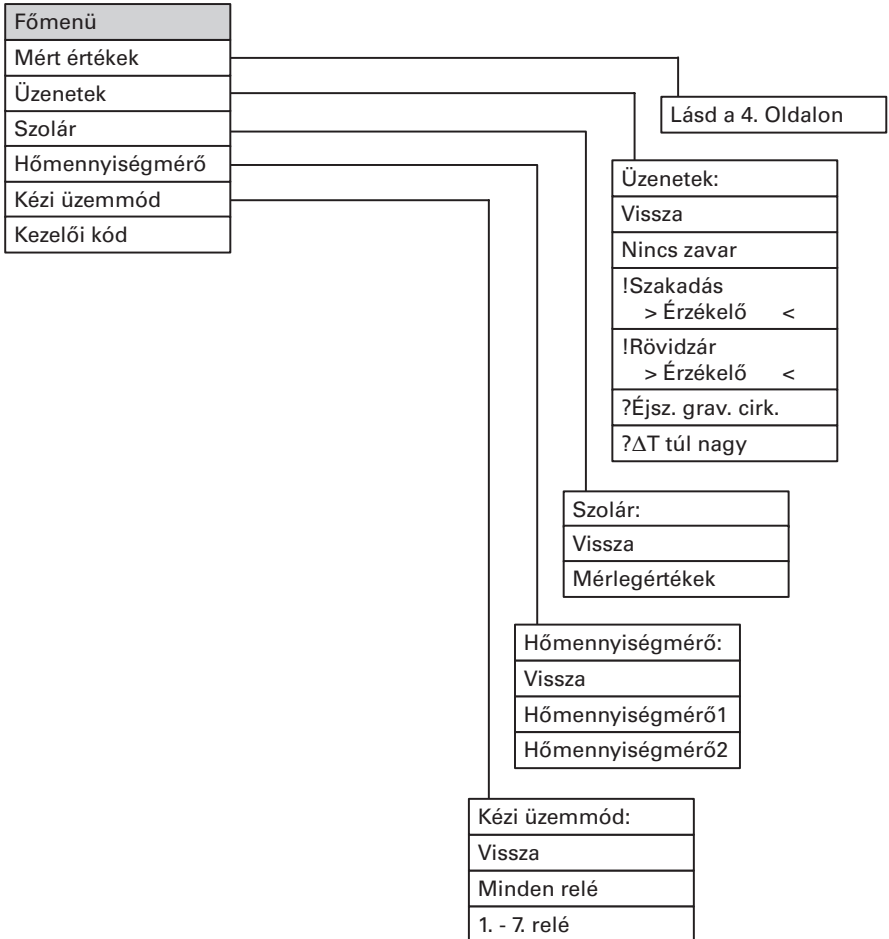 Főmenü
Mért értékek
Üzenetek
Szolár
Hőmennyiségmérő
Kézi üzemmód
Kezelői kód
Lásd a 4. Oldalon
Üzenetek:
Vissza
Nincs zavar
!Szakadás
> Érzékelő <
!Rövidzár
> Érzékelő <
?Éjsz. grav. cirk.
?ΔT túl nagy
Szolár:
Vissza
Mérlegértékek
Hőmennyiségmérő:
Vissza
Hőmennyiségmérő1
Hőmennyiségmérő2
Kézi üzemmód:
Vissza
Minden relé
1. - 7. relé